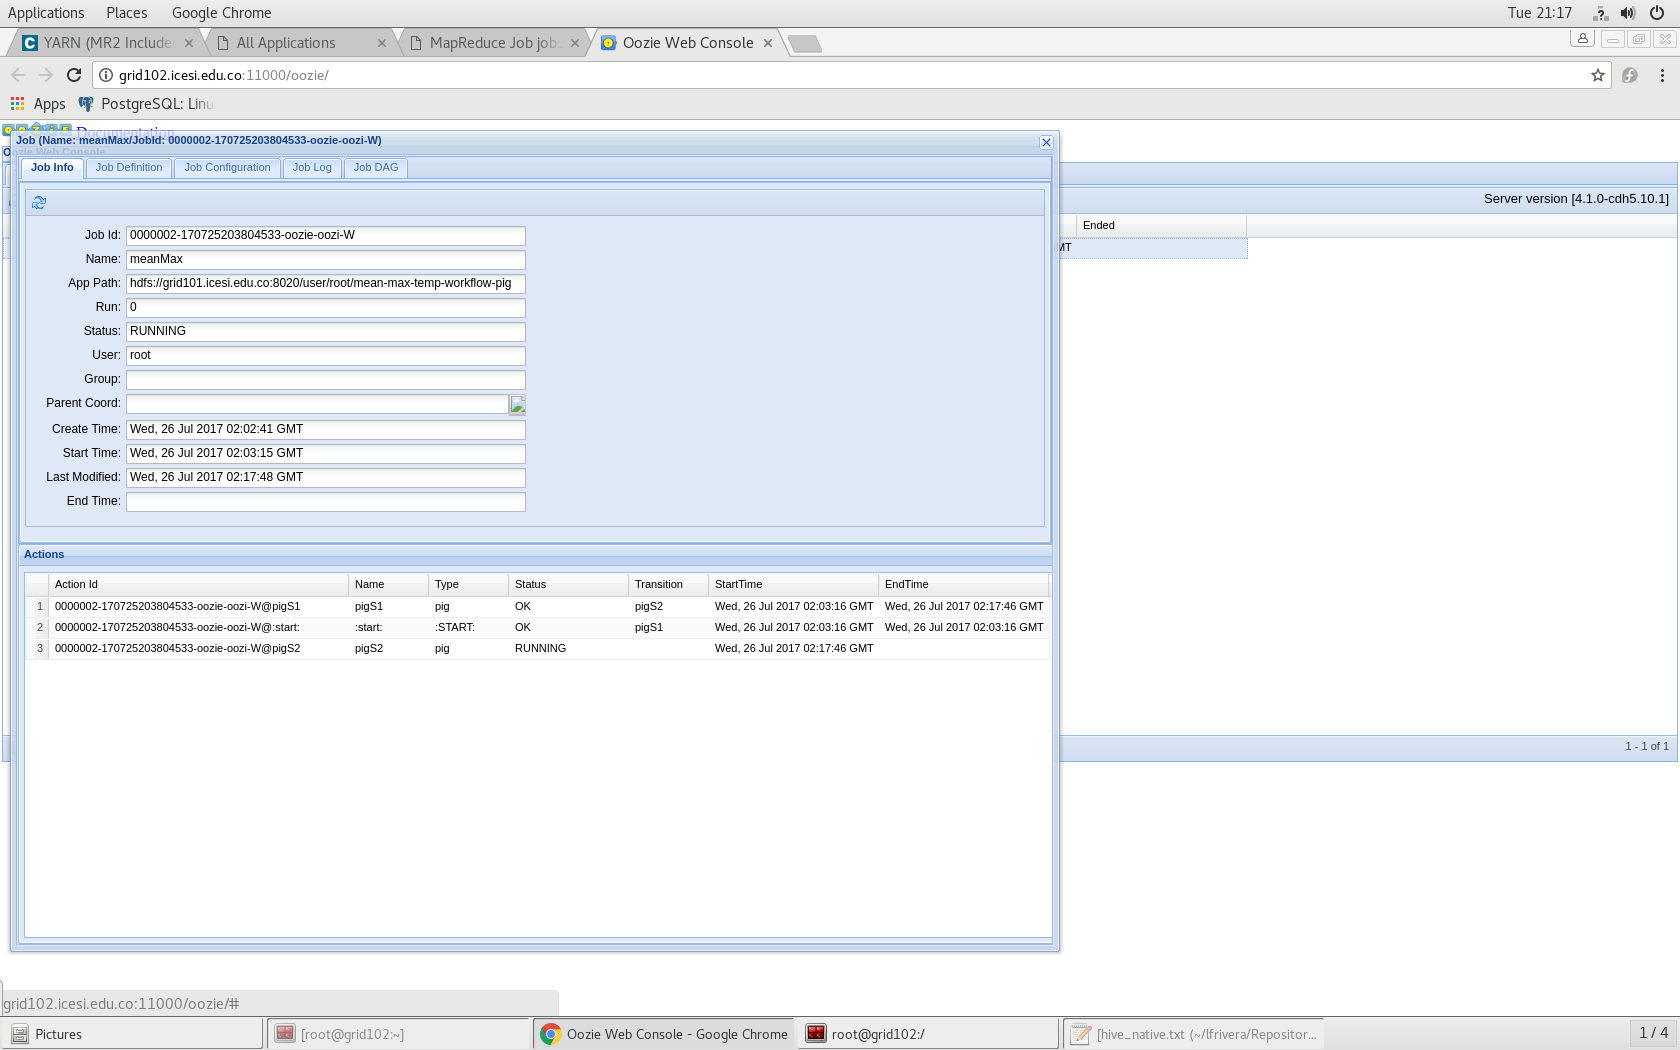 Applications Places Google Chrome Tue 21:17
YARN (MR2 Include All Applications MapReduce Job job_ Oozie Web Console
grid102.icesi.edu.co:11000/oozie/
Apps PostgreSQL: Linu
Documentation
Job (Name: meanMax/JobId: 0000002-170725203804533-oozie-oozi-W)
Oozie Web Console
Job Info Job Definition Job Configuration Job Log Job DAG
Server version [4.1.0-cdh5.10.1]
Ended
MT
Job Id: 0000002-170725203804533-oozie-oozi-W
Name: meanMax
App Path: hdfs://grid101.icesi.edu.co:8020/user/root/mean-max-temp-workflow-pig
Run: 0
Status: RUNNING
User: root
Group:
Parent Coord:
Create Time: Wed, 26 Jul 2017 02:02:41 GMT
Start Time: Wed, 26 Jul 2017 02:03:15 GMT
Last Modified: Wed, 26 Jul 2017 02:17:48 GMT
End Time:
Actions
Action Id Name Type Status Transition StartTime EndTime
1 0000002-170725203804533-oozie-oozi-W@pigS1 pigS1 pig OK pigS2 Wed, 26 Jul 2017 02:03:16 GMT Wed, 26 Jul 2017 02:17:46 GMT
2 0000002-170725203804533-oozie-oozi-W@:start: :start: :START: OK pigS1 Wed, 26 Jul 2017 02:03:16 GMT Wed, 26 Jul 2017 02:03:16 GMT
3 0000002-170725203804533-oozie-oozi-W@pigS2 pigS2 pig RUNNING Wed, 26 Jul 2017 02:17:46 GMT
1 - 1 of 1
grid102.icesi.edu.co:11000/oozie/#
Pictures [root@grid102:~] Oozie Web Console - Google Chrome root@grid102:/ [hive_native.txt (~/lfrivera/Repositor... 1 / 4